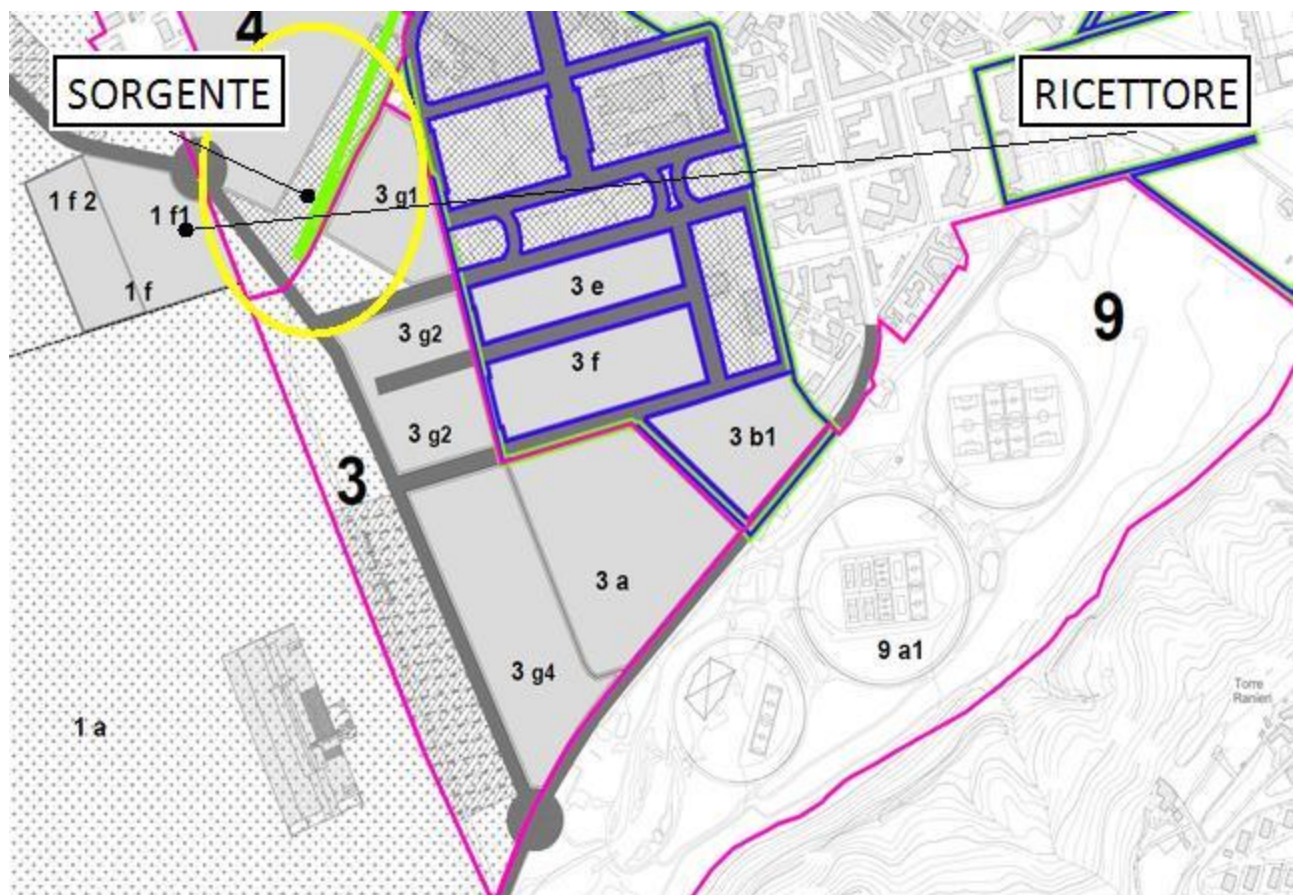 4
SORGENTE
RICETTORE
1 f 2
1 f1
3 g1
1 f
3 e
9
3 g2
3 f
3 g2
3 b1
3
3 a
9 a1
3 g4
Torre
Ranieri
1 a